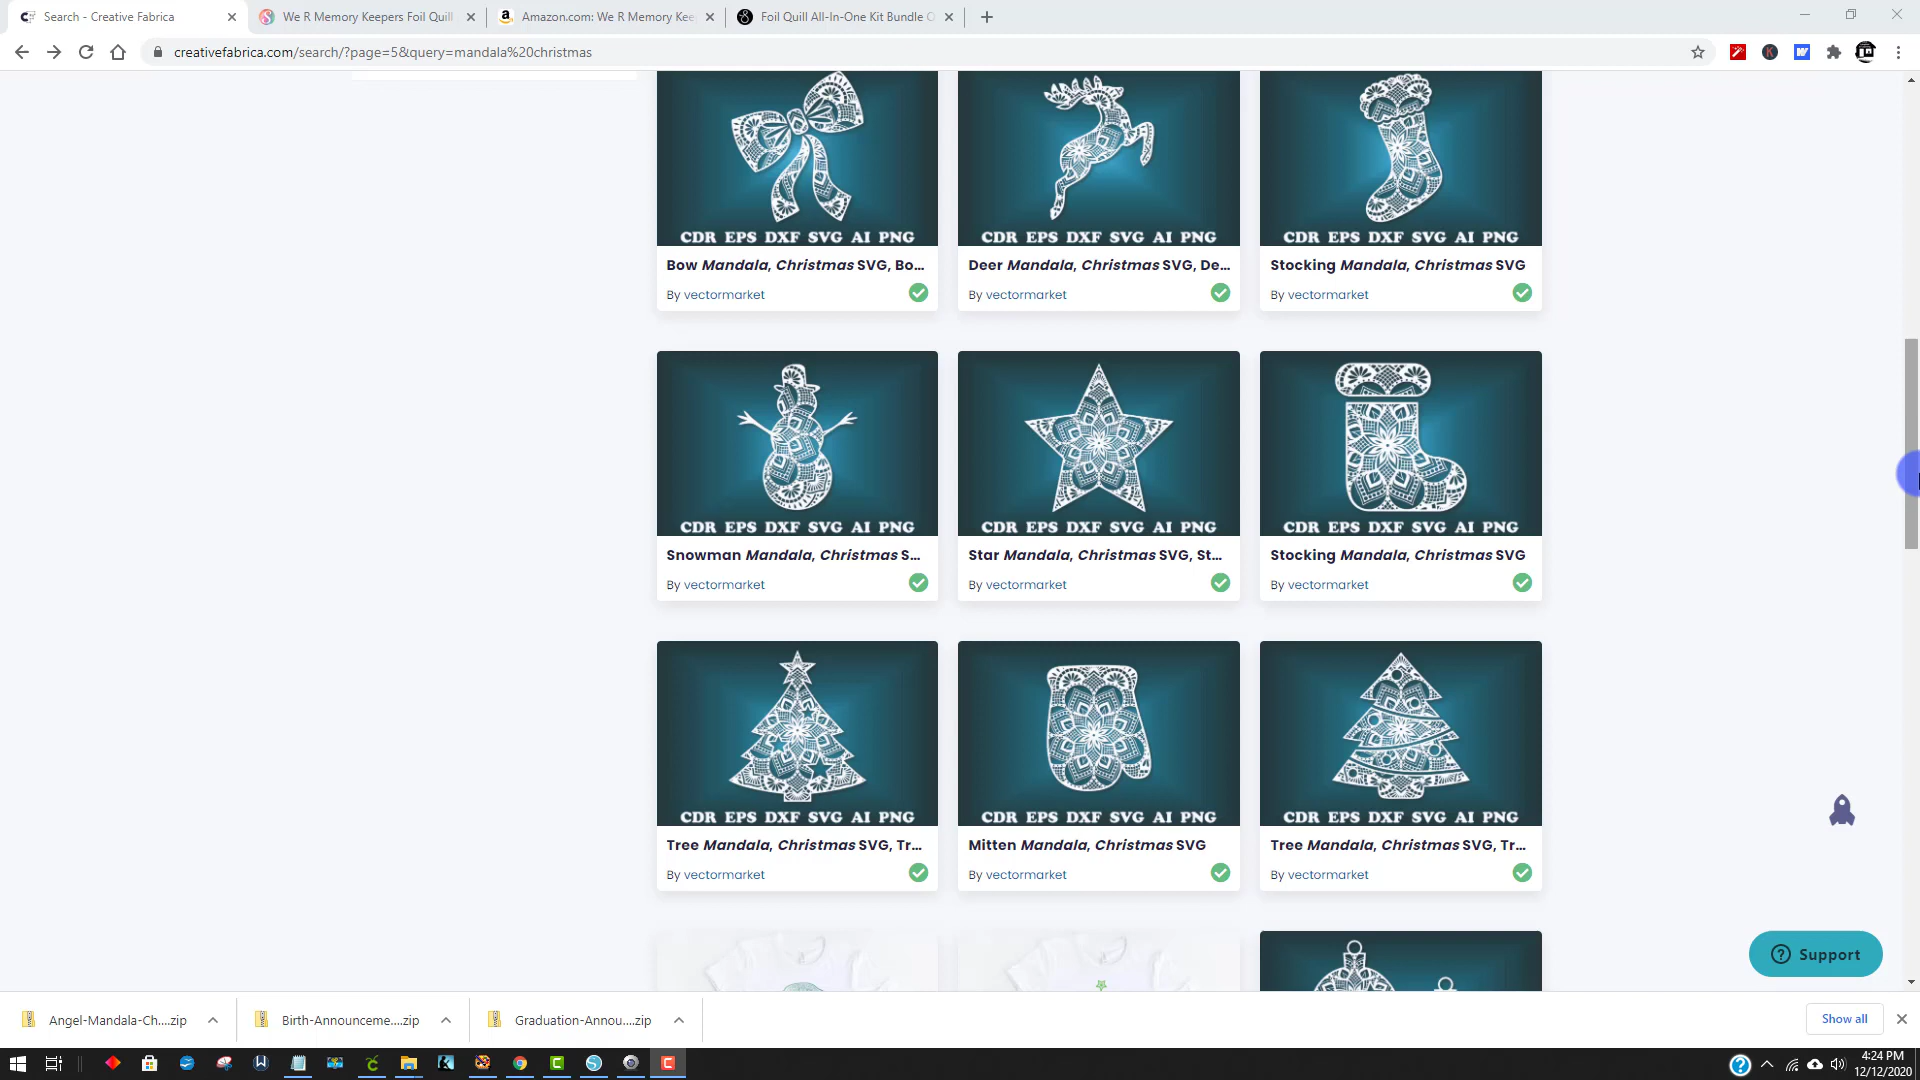 Search - Creative Fabrica
We R Memory Keepers Foil Quill
Amazon.com: We R Memory Kee
Foil Quill All-In-One Kit Bundle O
creativefabrica.com/search/?page=5&query=mandala%20christmas
CDR EPS DXF SVG AI PNG
CDR EPS DXF SVG AI PNG
CDR EPS DXF SVG AI PNG
Bow Mandala, Christmas SVG, Bo...
Deer Mandala, Christmas SVG, De...
Stocking Mandala, Christmas SVG
By vectormarket
By vectormarket
By vectormarket
CDR EPS DXF SVG AI PNG
CDR EPS DXF SVG AI PNG
CDR EPS DXF SVG AI PNG
Snowman Mandala, Christmas S...
Star Mandala, Christmas SVG, St...
Stocking Mandala, Christmas SVG
By vectormarket
By vectormarket
By vectormarket
CDR EPS DXF SVG AI PNG
CDR EPS DXF SVG AI PNG
CDR EPS DXF SVG AI PNG
Tree Mandala, Christmas SVG, Tr...
Mitten Mandala, Christmas SVG
Tree Mandala, Christmas SVG, Tr...
By vectormarket
By vectormarket
By vectormarket
Support
Angel-Mandala-Ch....zip
Birth-Announceme....zip
Graduation-Annou....zip
Show all
4:24 PM
12/12/2020